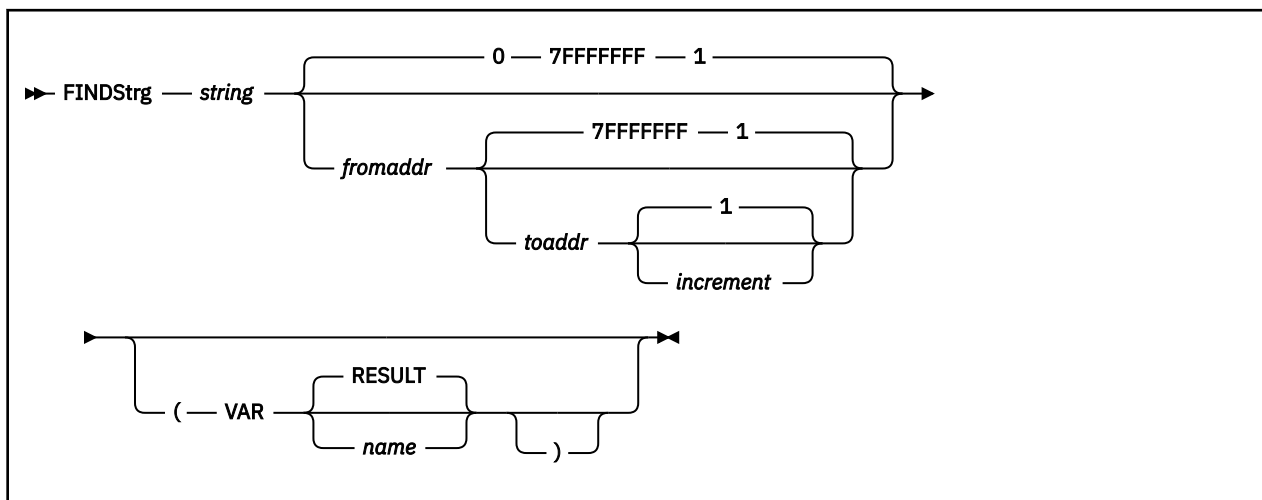 0 7FFFFFFF 1
FINDStrg string
7FFFFFFF 1
fromaddr
1
toaddr
increment
RESULT
( VAR
name
)